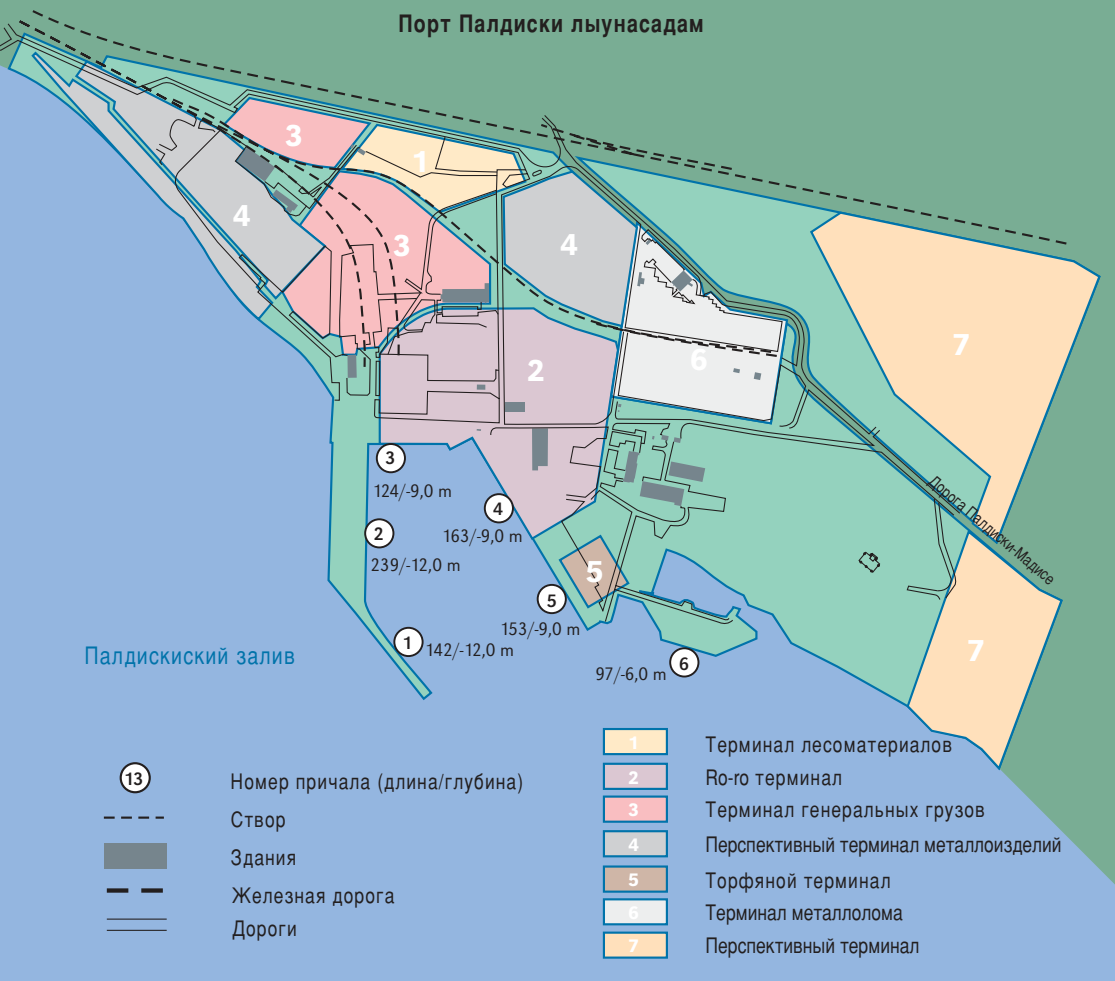 Порт Палдиски лыунасадам
3
1
4
3
4
7
6
2
3
124/-9,0 m
4
163/-9,0 m
2
239/-12,0 m
Дорога Палдиски-Мадисе
5
5
153/-9,0 m
1
142/-12,0 m
6
97/-6,0 m
7
Палдискиский залив
13 Номер причала (длина/глубина)
Створ
Здания
Железная дорога
Дороги
1 Терминал лесоматериалов
2 Ro-ro терминал
3 Терминал генеральных грузов
4 Перспективный терминал металлоизделий
5 Торфяной терминал
6 Терминал металлолома
7 Перспективный терминал